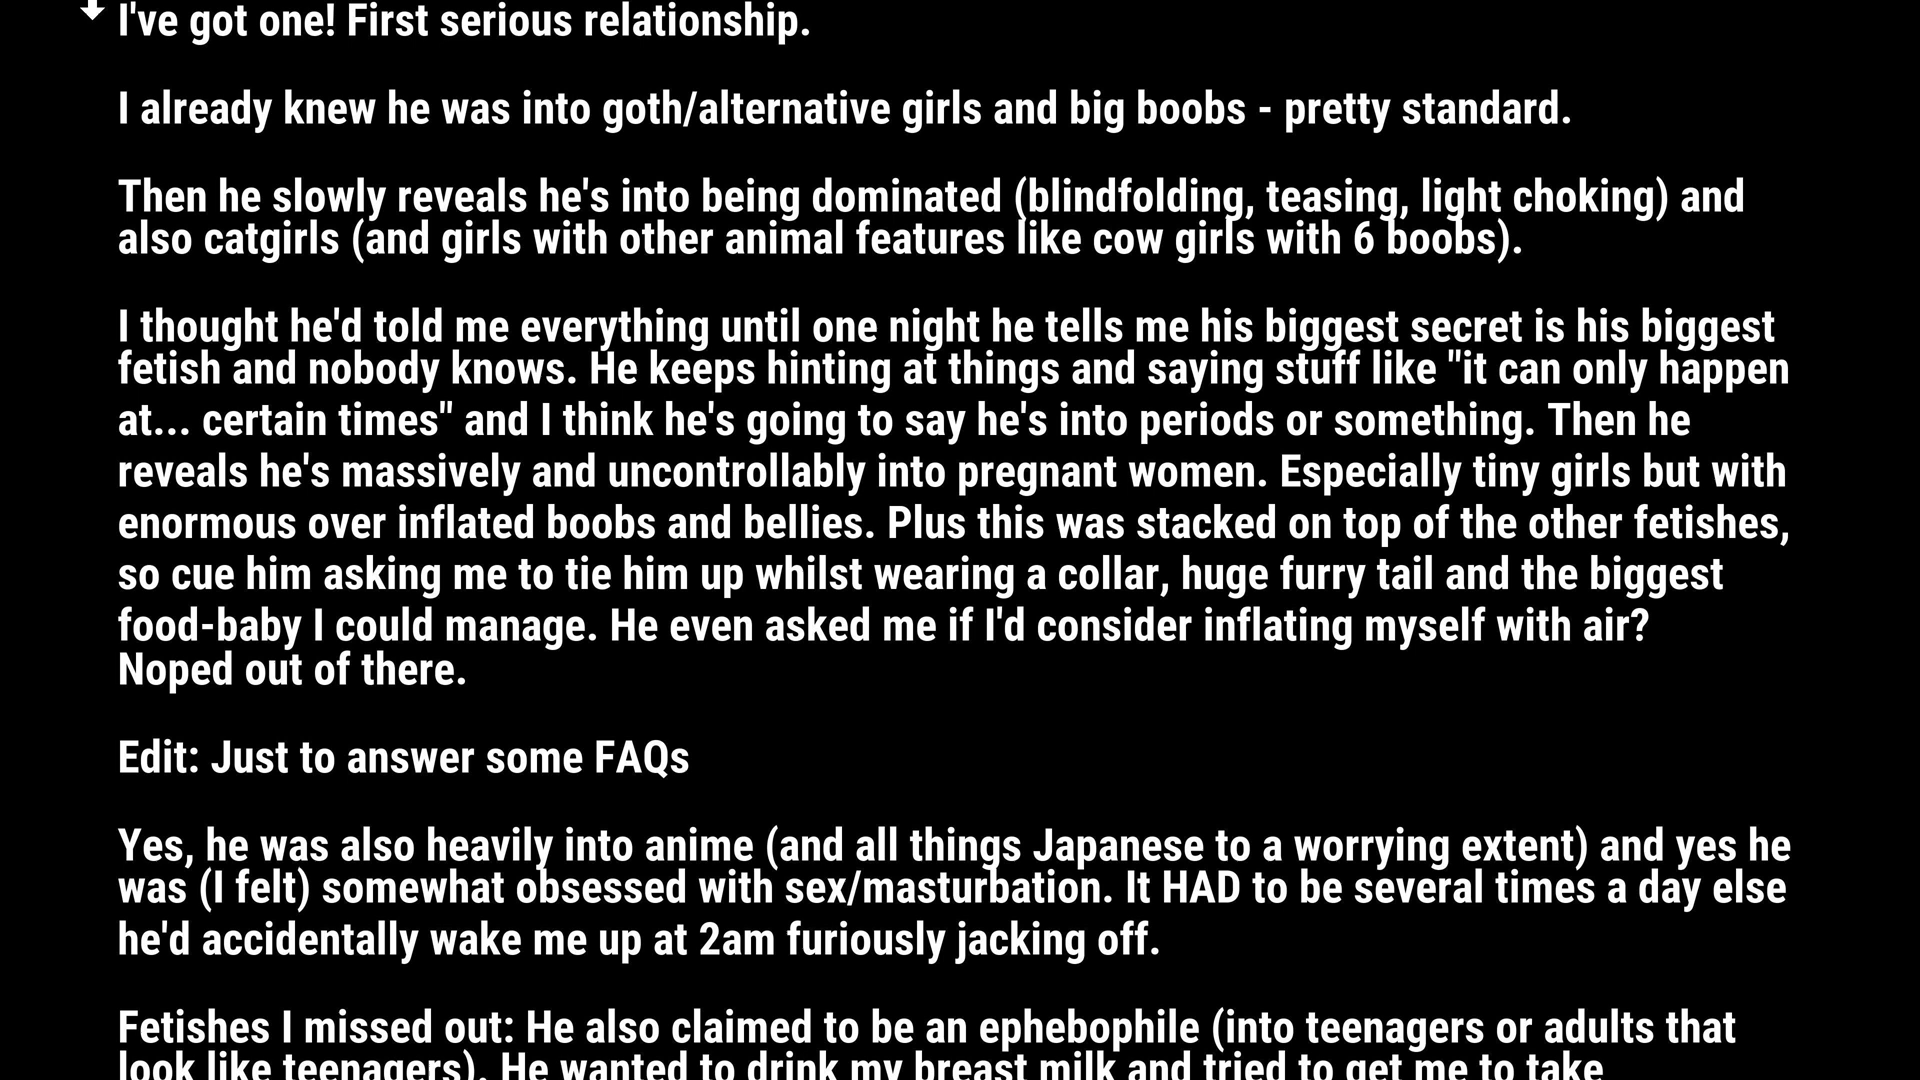 I've got one! First serious relationship.
I already knew he was into goth/alternative girls and big boobs - pretty standard.
Then he slowly reveals he's into being dominated (blindfolding, teasing, light choking) and
also catgirls (and girls with other animal features like cow girls with 6 boobs).
I thought he'd told me everything until one night he tells me his biggest secret is his biggest
fetish and nobody knows. He keeps hinting at things and saying stuff like "it can only happen
at... certain times" and I think he's going to say he's into periods or something. Then he
reveals he's massively and uncontrollably into pregnant women. Especially tiny girls but with
enormous over inflated boobs and bellies. Plus this was stacked on top of the other fetishes,
so cue him asking me to tie him up whilst wearing a collar, huge furry tail and the biggest
food-baby I could manage. He even asked me if I'd consider inflating myself with air?
Noped out of there.
Edit: Just to answer some FAQs
Yes, he was also heavily into anime (and all things Japanese to a worrying extent) and yes he
was (I felt) somewhat obsessed with sex/masturbation. It HAD to be several times a day else
he'd accidentally wake me up at 2am furiously jacking off.
Fetishes I missed out: He also claimed to be an ephebophile (into teenagers or adults that
look like teenagers). He wanted to drink my breast milk and tried to get me to take